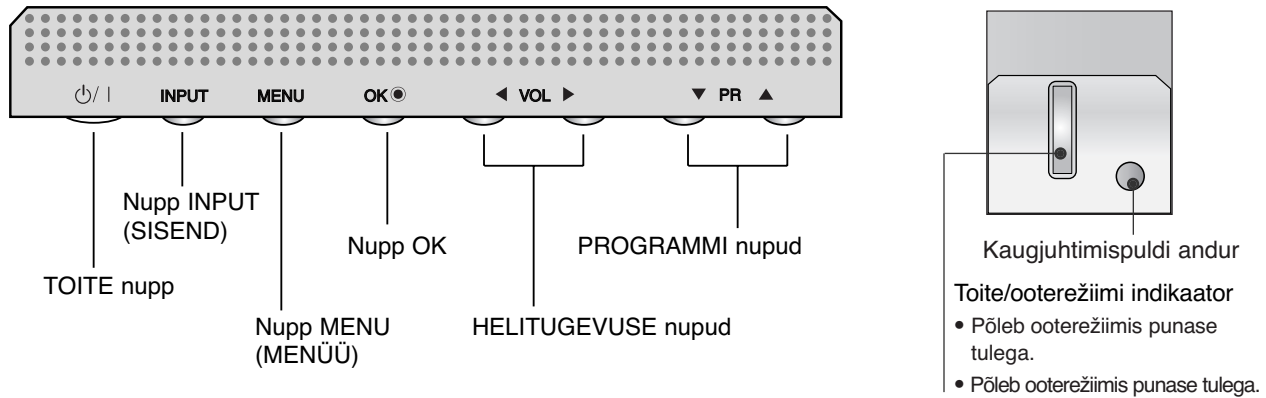 ⏻/ | INPUT MENU OK◉ ◀ VOL ▶ ▼ PR ▲
Nupp INPUT
(SISEND)
Nupp OK
PROGRAMMI nupud
TOITE nupp
Nupp MENU
(MENÜÜ)
HELITUGEVUSE nupud
Kaugjuhtimispuldi andur
Toite/ooterežiimi indikaator
• Põleb ooterežiimis punase
tulega.
• Põleb ooterežiimis punase tulega.